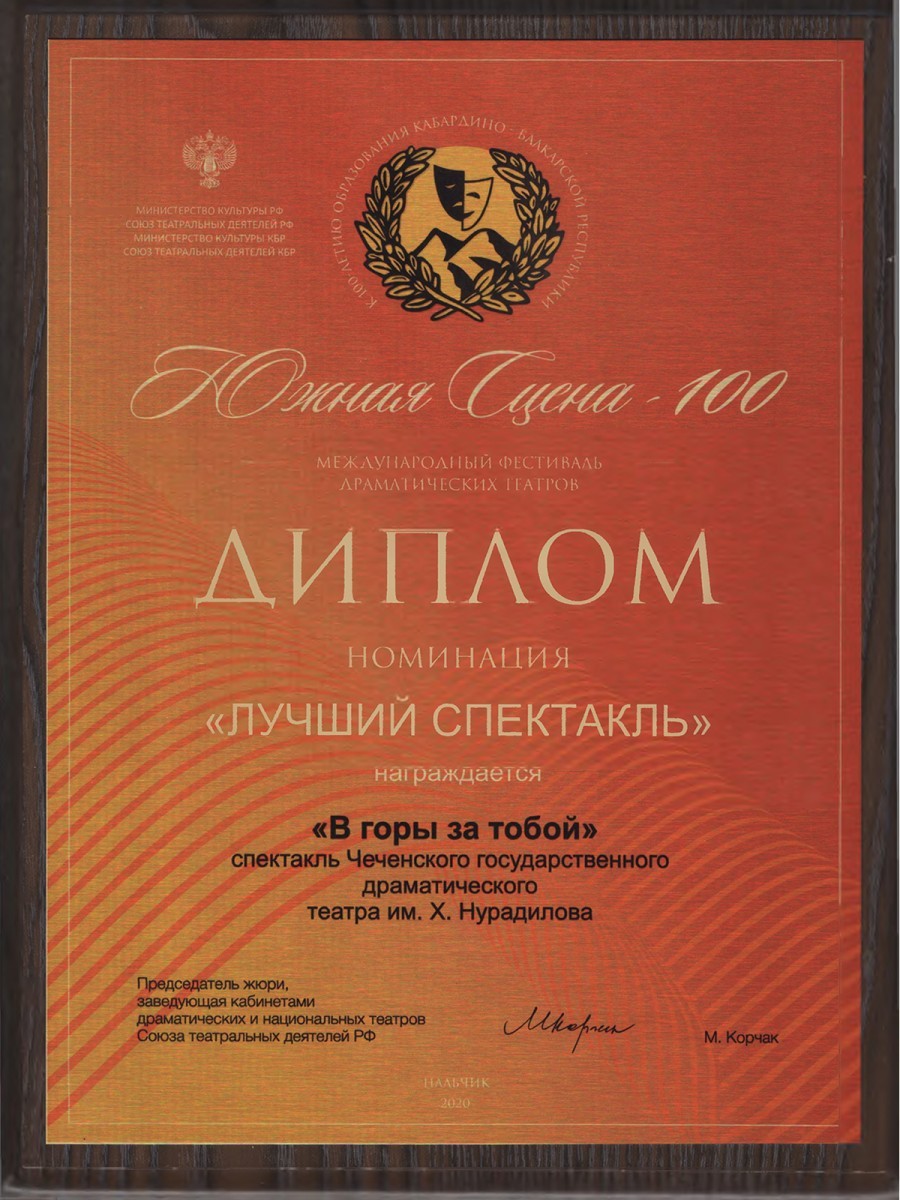 МИНИСТЕРСТВО КУЛЬТУРЫ РФ
СОЮЗ ТЕАТРАЛЬНЫХ ДЕЯТЕЛЕЙ РФ
МИНИСТЕРСТВО КУЛЬТУРЫ КБР
СОЮЗ ТЕАТРАЛЬНЫХ ДЕЯТЕЛЕЙ КБР
К 100-ЛЕТИЮ ОБРАЗОВАНИЯ КАБАРДИНО - БАЛКАРСКОЙ РЕСПУБЛИКИ
Южная Сцена - 100
МЕЖДУНАРОДНЫЙ ФЕСТИВАЛЬ
ДРАМАТИЧЕСКИХ ТЕАТРОВ
ДИПЛОМ
НОМИНАЦИЯ
«ЛУЧШИЙ СПЕКТАКЛЬ»
награждается
«В горы за тобой»
спектакль Чеченского государственного
драматического
театра им. Х. Нурадилова
Председатель жюри,
заведующая кабинетами
драматических и национальных театров
Союза театральных деятелей РФ
М. Корчак
НАЛЬЧИК
2020